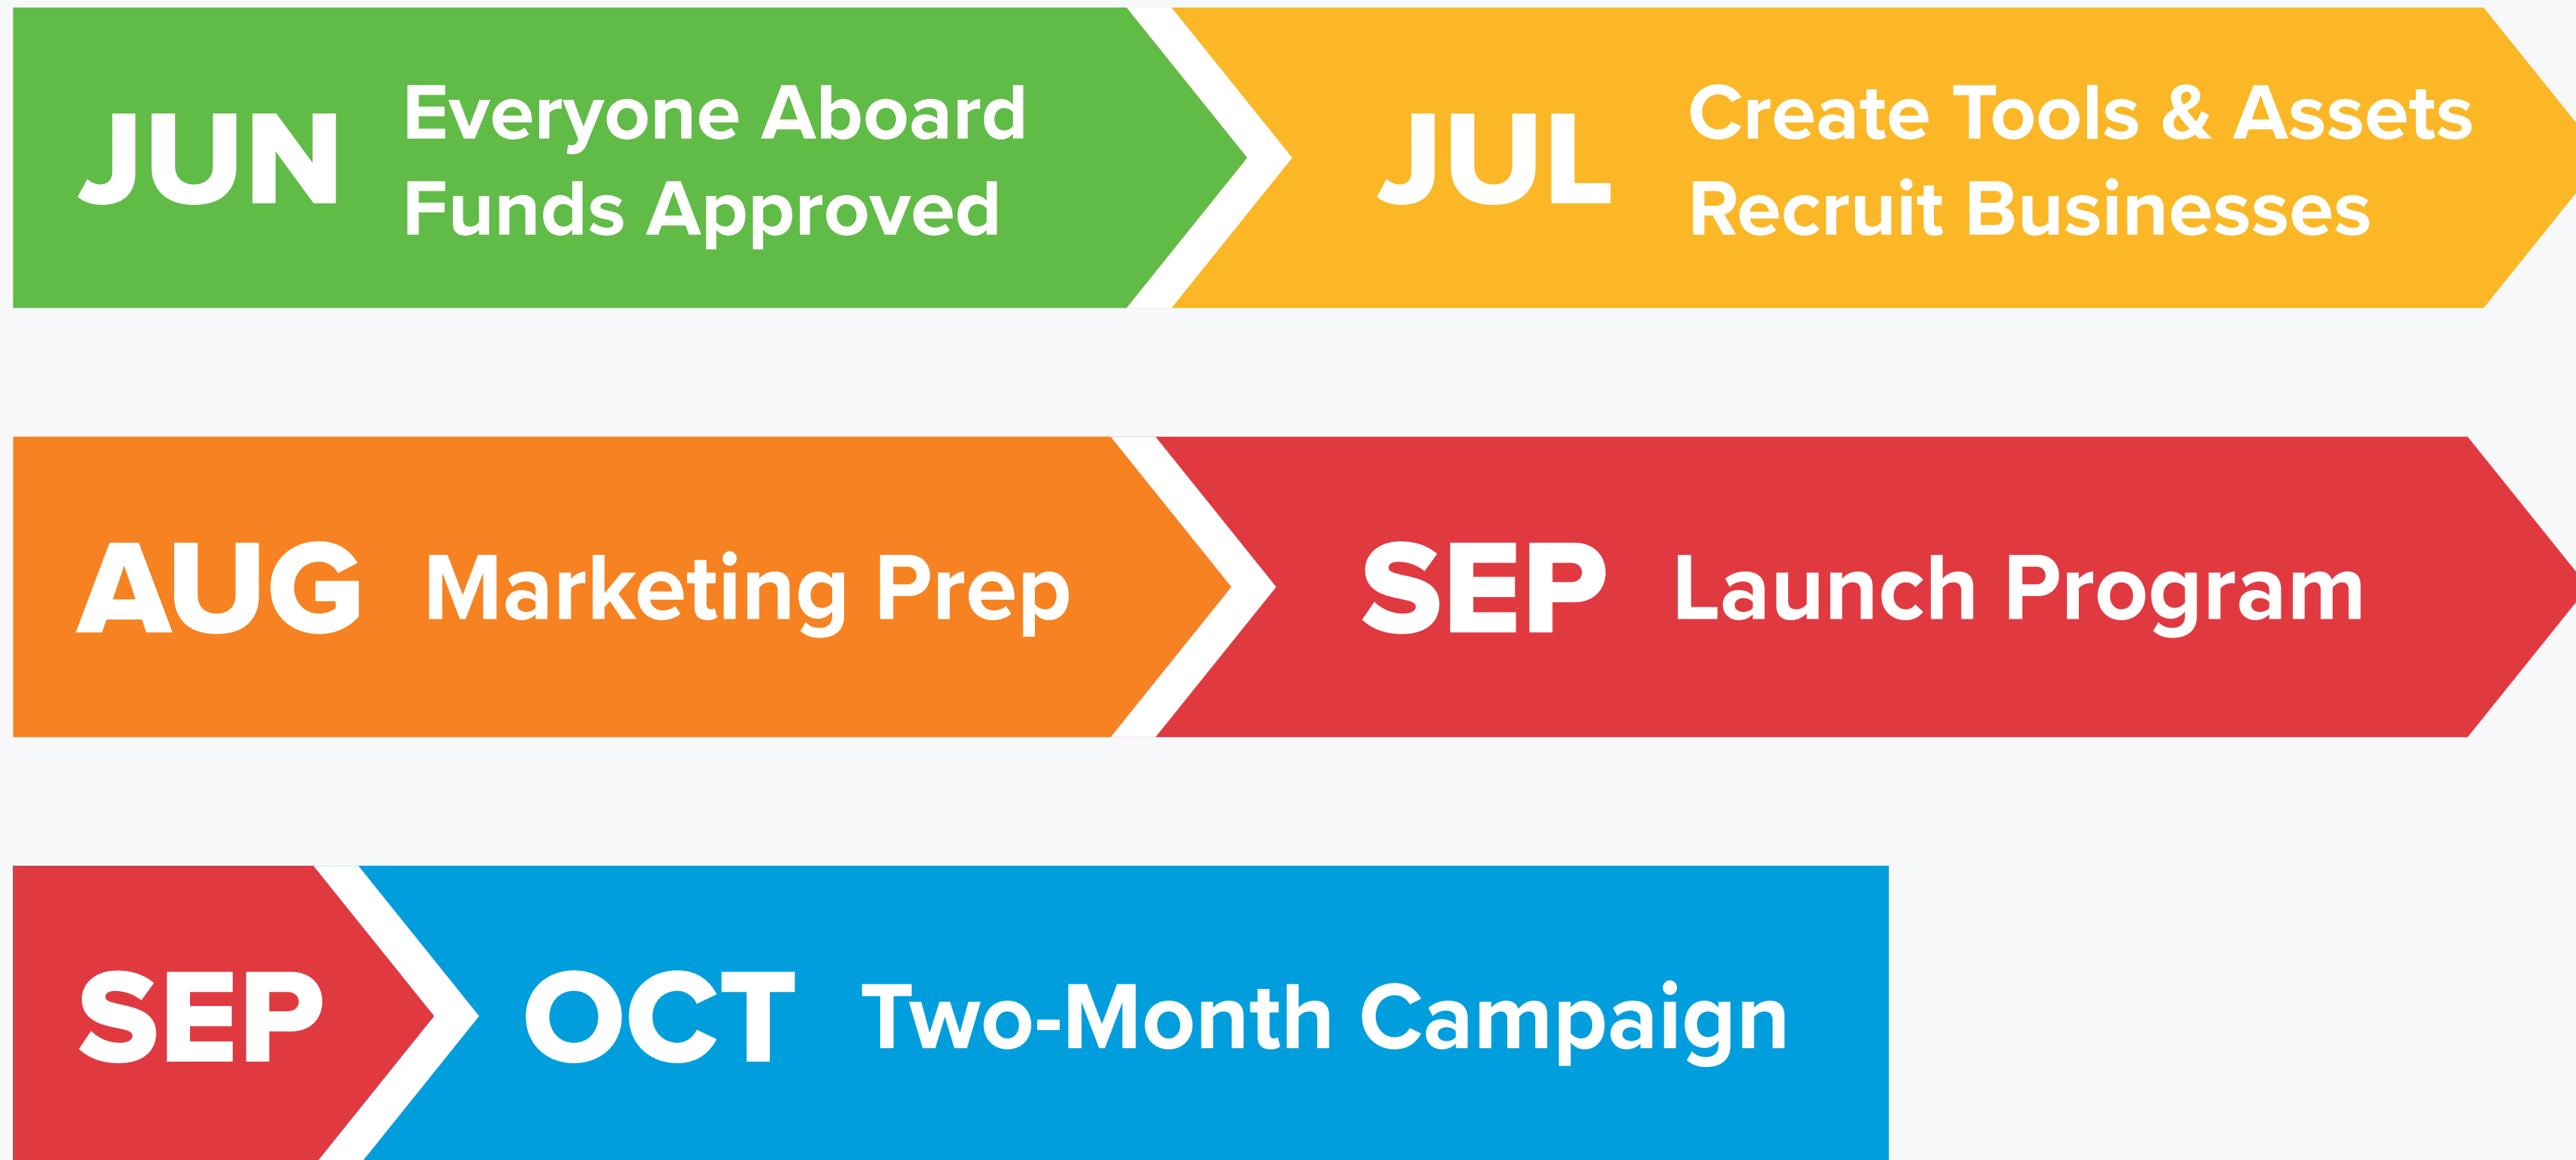 JUN
Everyone Aboard
Funds Approved
JUL
Create Tools & Assets
Recruit Businesses
AUG
Marketing Prep
SEP
Launch Program
SEP
OCT
Two-Month Campaign